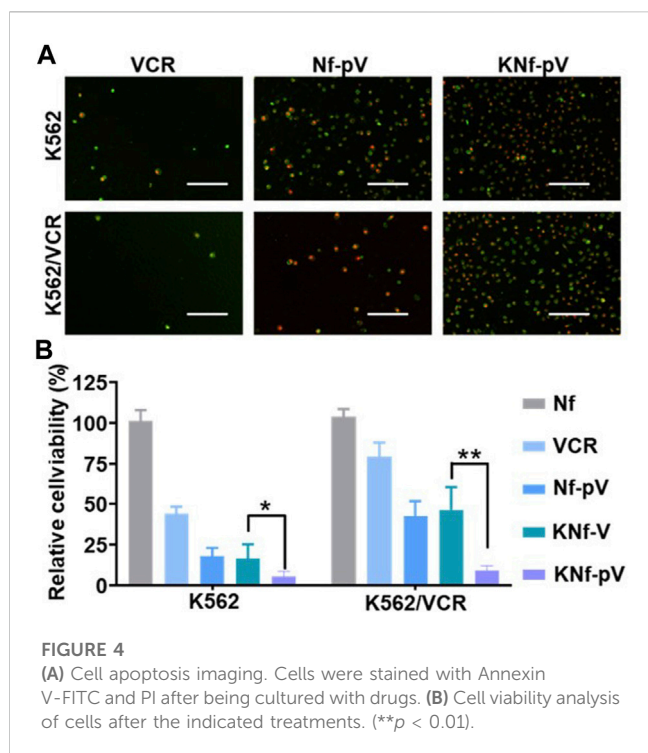 A
VCR
Nf-pV
KNf-pV
K562
K562/VCR
B
Relative cellviability (%)
125
100
75
50
25
0
*
**
K562
K562/VCR
Nf
VCR
Nf-pV
KNf-V
KNf-pV
FIGURE 4
(A) Cell apoptosis imaging. Cells were stained with Annexin
V-FITC and PI after being cultured with drugs. (B) Cell viability analysis
of cells after the indicated treatments. (**p < 0.01).